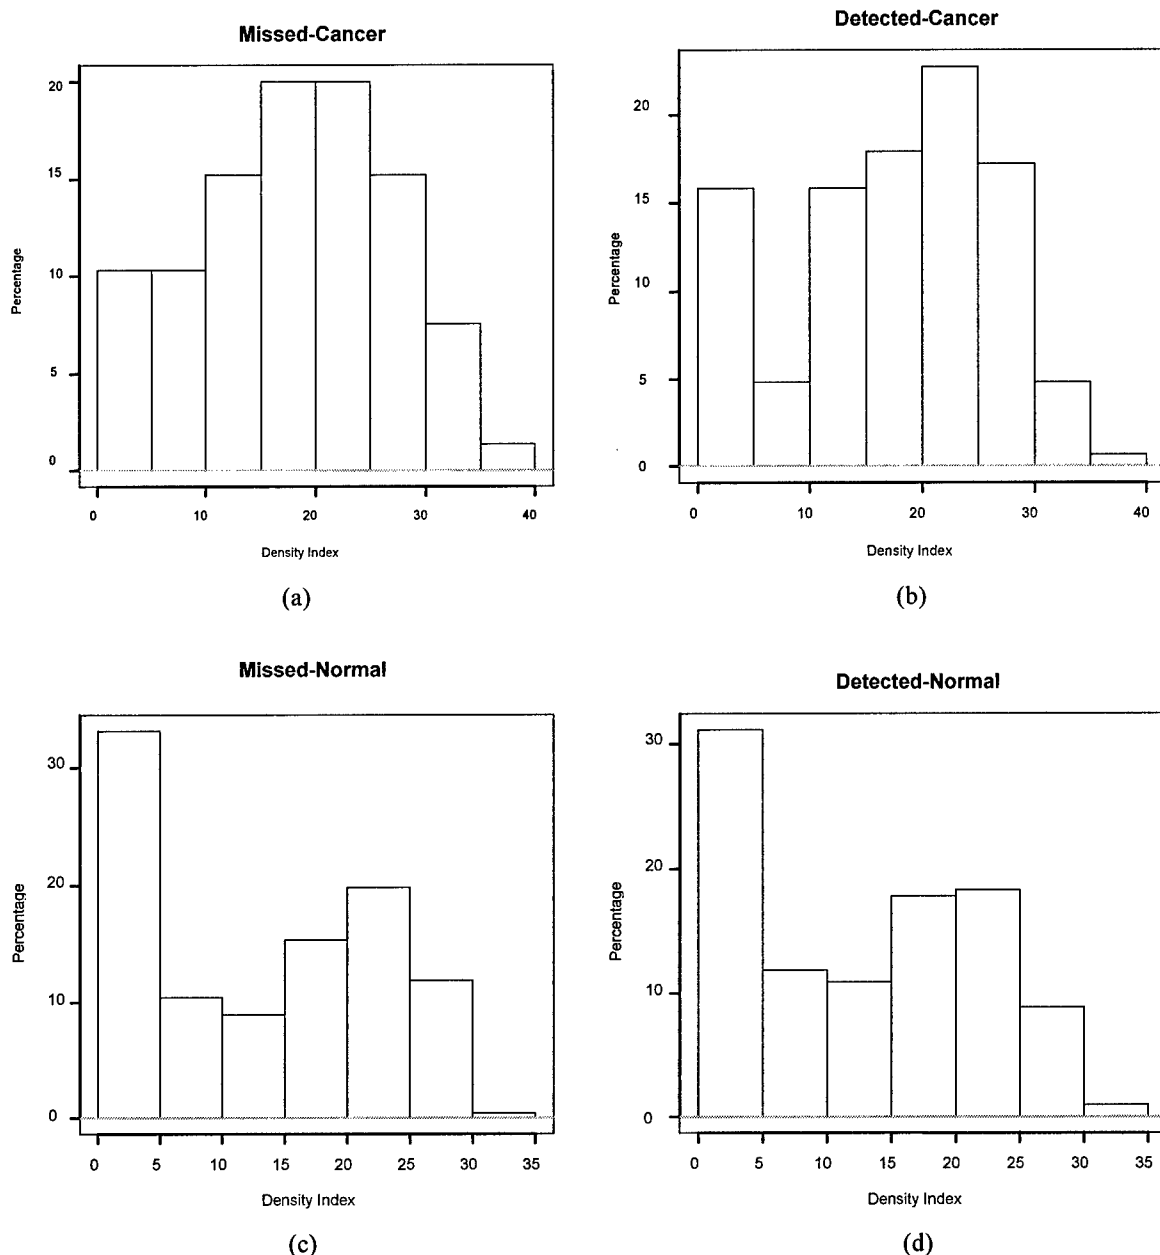 Missed-Cancer
Percentage
20
15
10
5
0
0 10 20 30 40
Density Index
(a)
Detected-Cancer
Percentage
20
15
10
5
0
0 10 20 30 40
Density Index
(b)
Missed-Normal
Percentage
30
20
10
0
0 5 10 15 20 25 30 35
Density Index
(c)
Detected-Normal
Percentage
30
20
10
0
0 5 10 15 20 25 30 35
Density Index
(d)